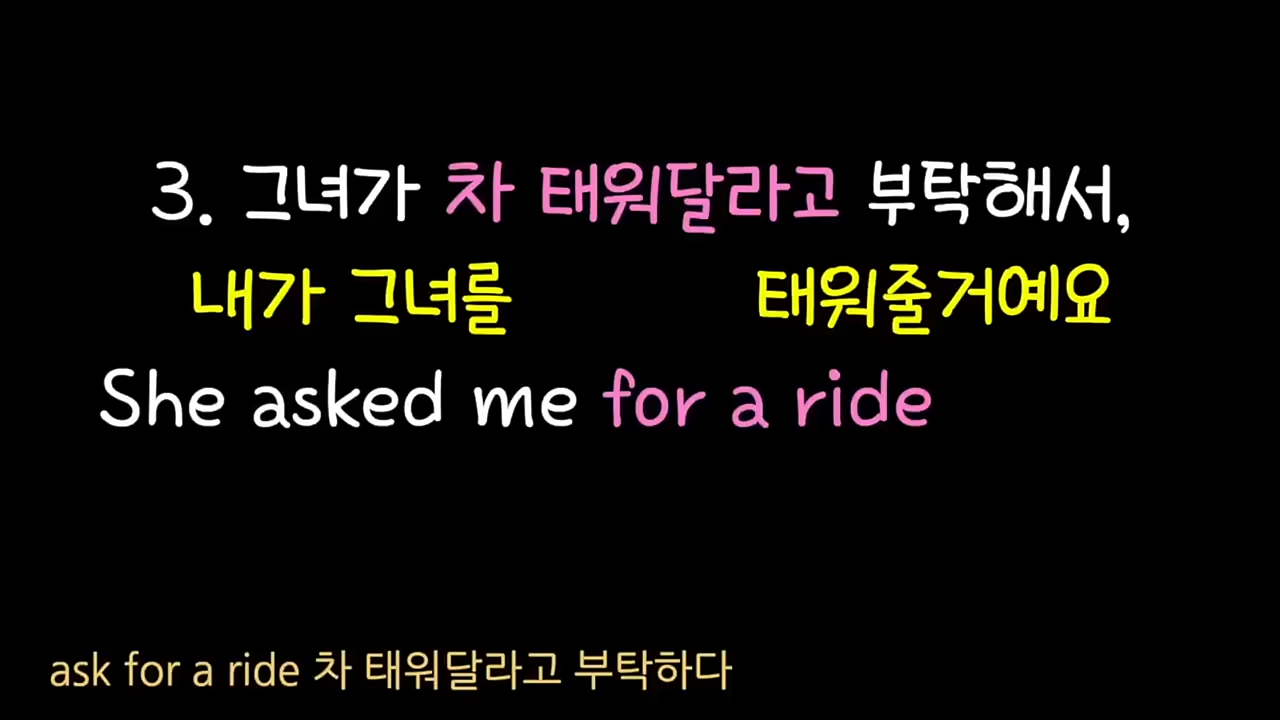 3. 그녀가 차 태워달라고 부탁해서,
내가 그녀를 태워줄거예요
She asked me for a ride
ask for a ride 차 태워달라고 부탁하다